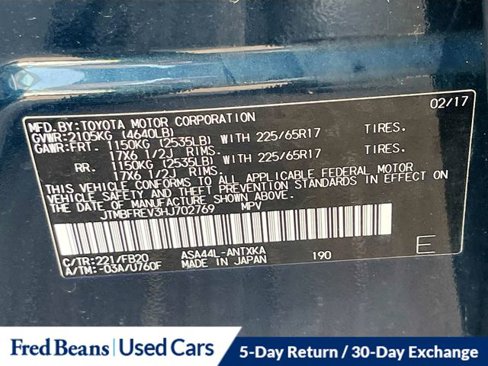 MFD.BY:TOYOTA MOTOR CORPORATION 02/17
GVWR:2105KG (4640LB)
GAWR:FRT- 1150KG (2535LB) WITH 225/65R17 TIRES.
17X6 1/2J RIMS.
RR. 1150KG (2535LB) WITH 225/65R17 TIRES.
17X6 1/2J RIMS.
THIS VEHICLE CONFORMS TO ALL APPLICABLE FEDERAL MOTOR
VEHICLE SAFETY AND THEFT PREVENTION STANDARDS IN EFFECT ON
THE DATE OF MANUFACTURE SHOWN ABOVE.
JTMBFREV3HJ702769 MPV
C/TR:221/FB20 ASA44L-ANTXKA 190 E
A/TM:-03A/U760F MADE IN JAPAN
Fred Beans | Used Cars 5-Day Return / 30-Day Exchange